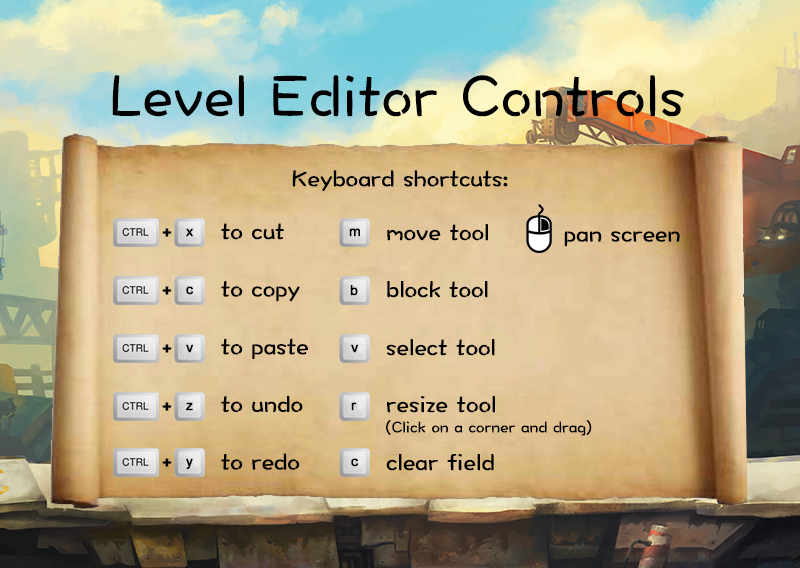 Level Editor Controls
Keyboard shortcuts:
CTRL + x to cut
m move tool
pan screen
CTRL + c to copy
b block tool
CTRL + v to paste
v select tool
CTRL + z to undo
r resize tool
(Click on a corner and drag)
CTRL + y to redo
c clear field